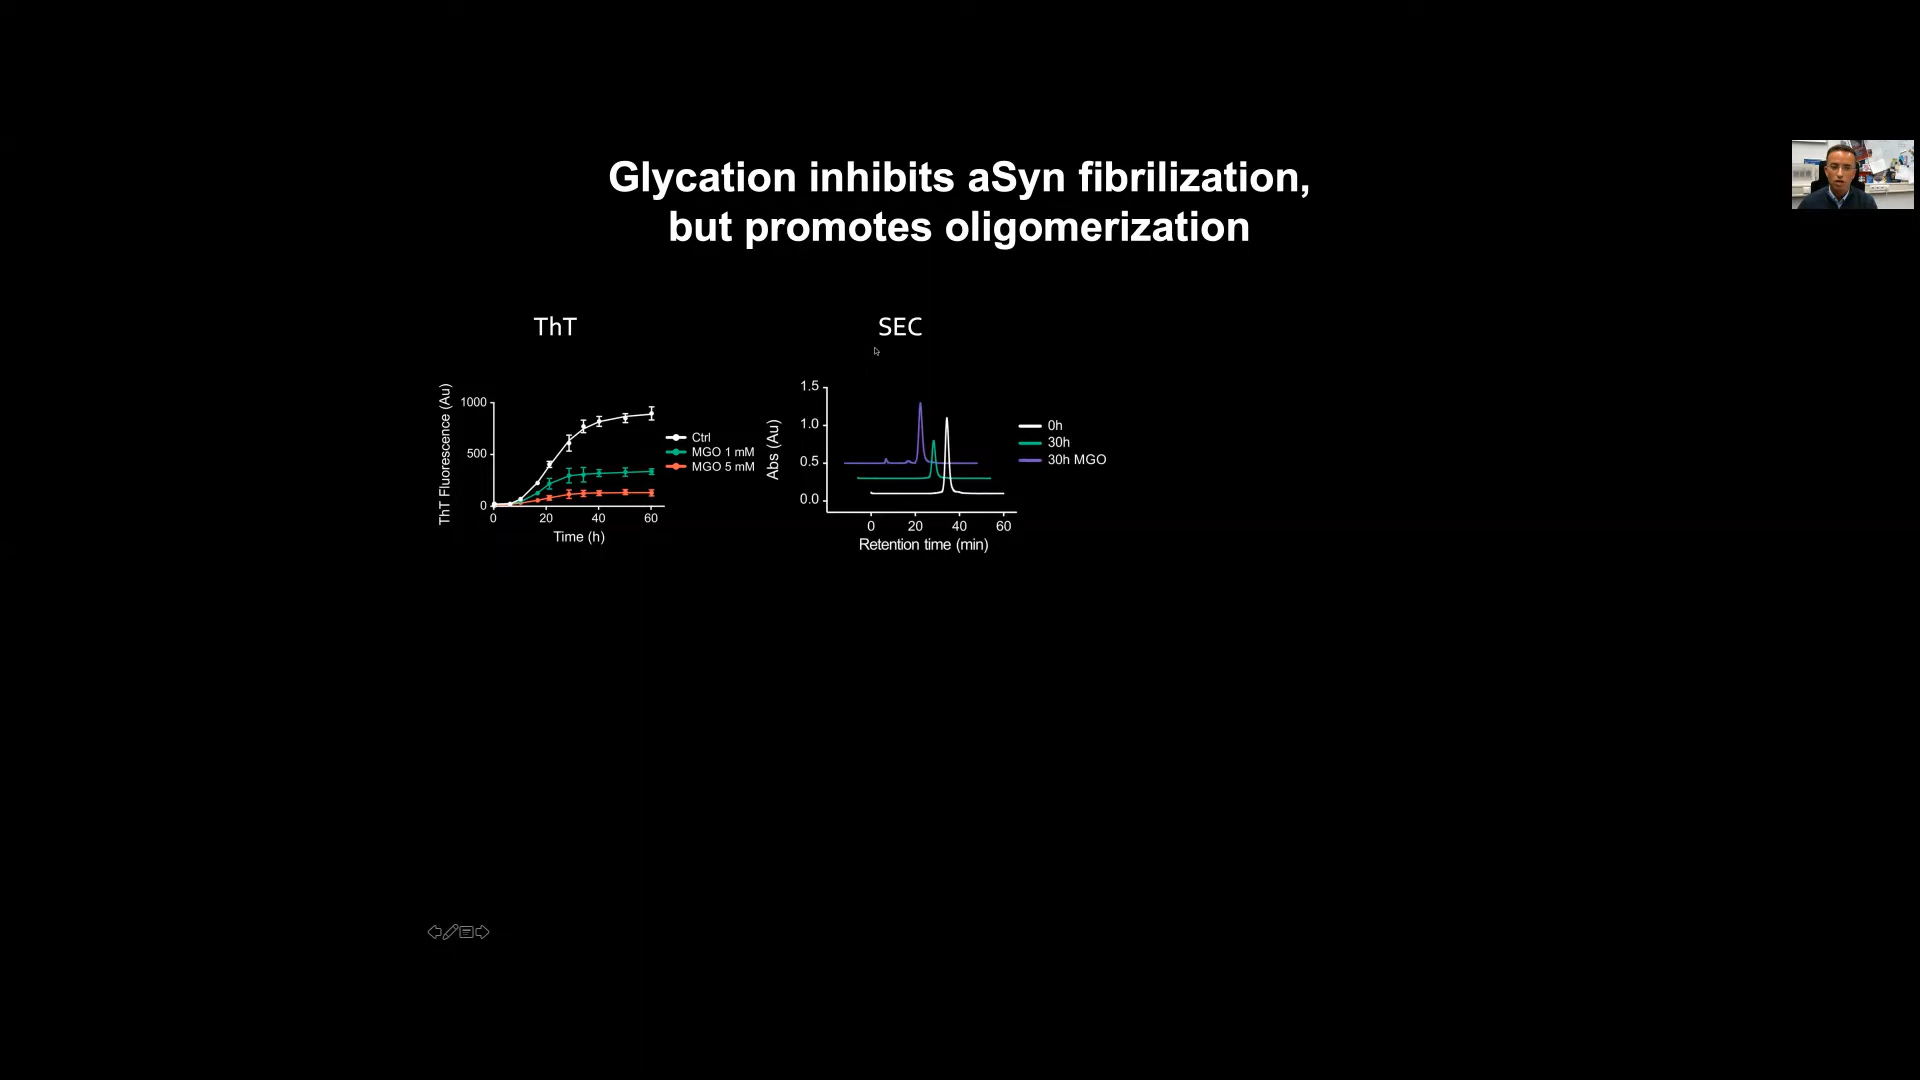 Glycation inhibits aSyn fibrilization,
but promotes oligomerization
ThT
ThT Fluorescence (Au)
1000
500
0
0 20 40 60
Time (h)
Ctrl
MGO 1 mM
MGO 5 mM
SEC
Abs (Au)
1.5
1.0
0.5
0.0
0 20 40 60
Retention time (min)
0h
30h
30h MGO